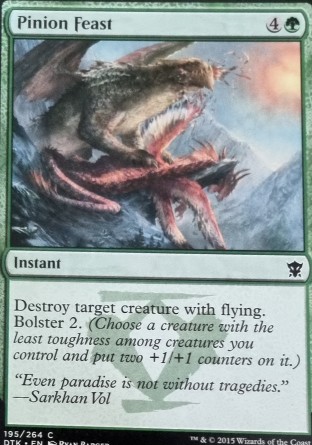 Pinion Feast 4
Instant
Destroy target creature with flying.
Bolster 2. (Choose a creature with the
least toughness among creatures you
control and put two +1/+1 counters on it.)
“Even paradise is not without tragedies.”
—Sarkhan Vol
195/264 C
DTK • EN Ryan Barger
™ & © 2015 Wizards of the Coast